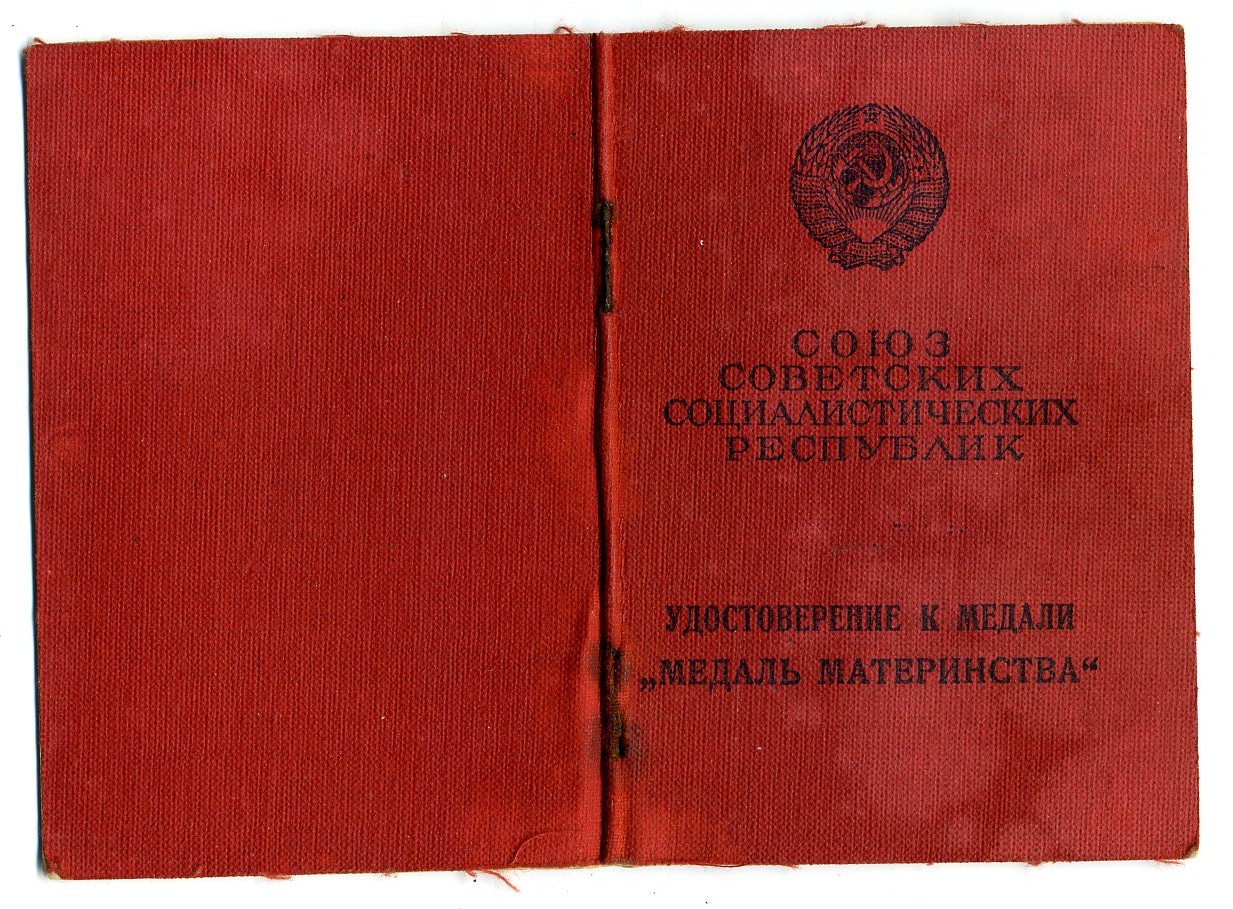 СОЮЗ
СОВЕТСКИХ
СОЦИАЛИСТИЧЕСКИХ
РЕСПУБЛИК
УДОСТОВЕРЕНИЕ К МЕДАЛИ
„МЕДАЛЬ МАТЕРИНСТВА“